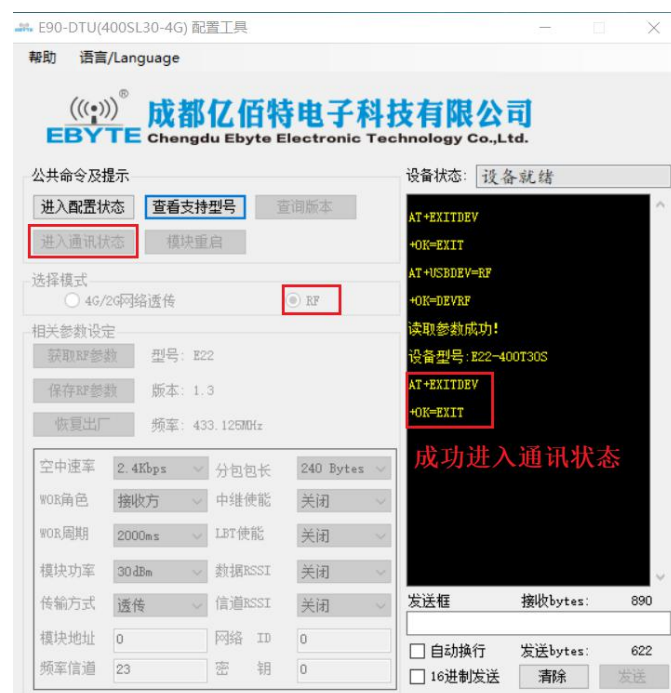 E90-DTU(400SL30-4G) 配置工具
帮助 语言/Language
((( ))) ® 成都亿佰特电子科技有限公司
EBYTE Chengdu Ebyte Electronic Technology Co.,Ltd.
公共命令及提示
进入配置状态 查看支持型号 查询版本
进入通讯状态 模块重启
选择模式
4G/2G网络透传 RF
相关参数设定
获取RF参数 型号: E22
保存RF参数 版本: 1.3
恢复出厂 频率: 433.125MHz
空中速率 2.4Kbps 分包包长 240 Bytes
WOR角色 接收方 中继使能 关闭
WOR周期 2000ms LBT使能 关闭
模块功率 30dBm 数据RSSI 关闭
传输方式 透传 信道RSSI 关闭
模块地址 0 网络 ID 0
频率信道 23 密 钥 0
设备状态: 设备就绪
AT+EXITDEV
+OK=EXIT
AT+USBDEV=RF
+OK=DEVRF
读取参数成功!
设备型号:E22-400T30S
AT+EXITDEV
+OK=EXIT
成功进入通讯状态
发送框 接收bytes: 890
自动换行 发送bytes: 622
16进制发送 清除 发送